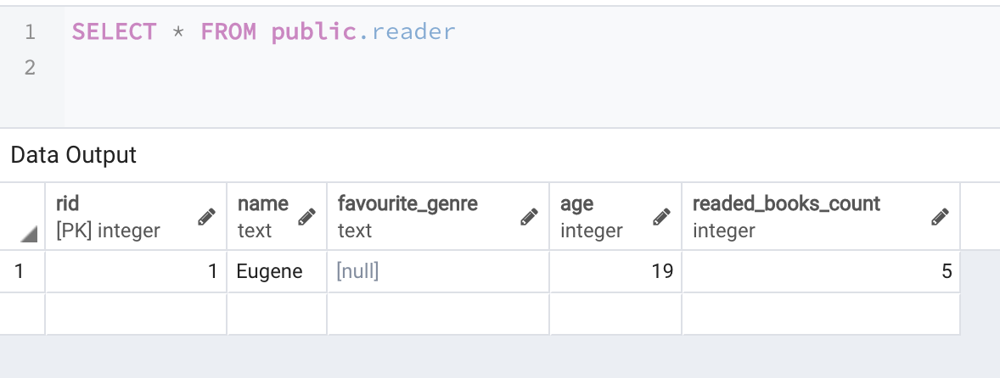 1 SELECT * FROM public.reader
2
Data Output
rid name favourite_genre age readed_books_count
[PK] integer text text integer integer
1 1 Eugene [null] 19 5